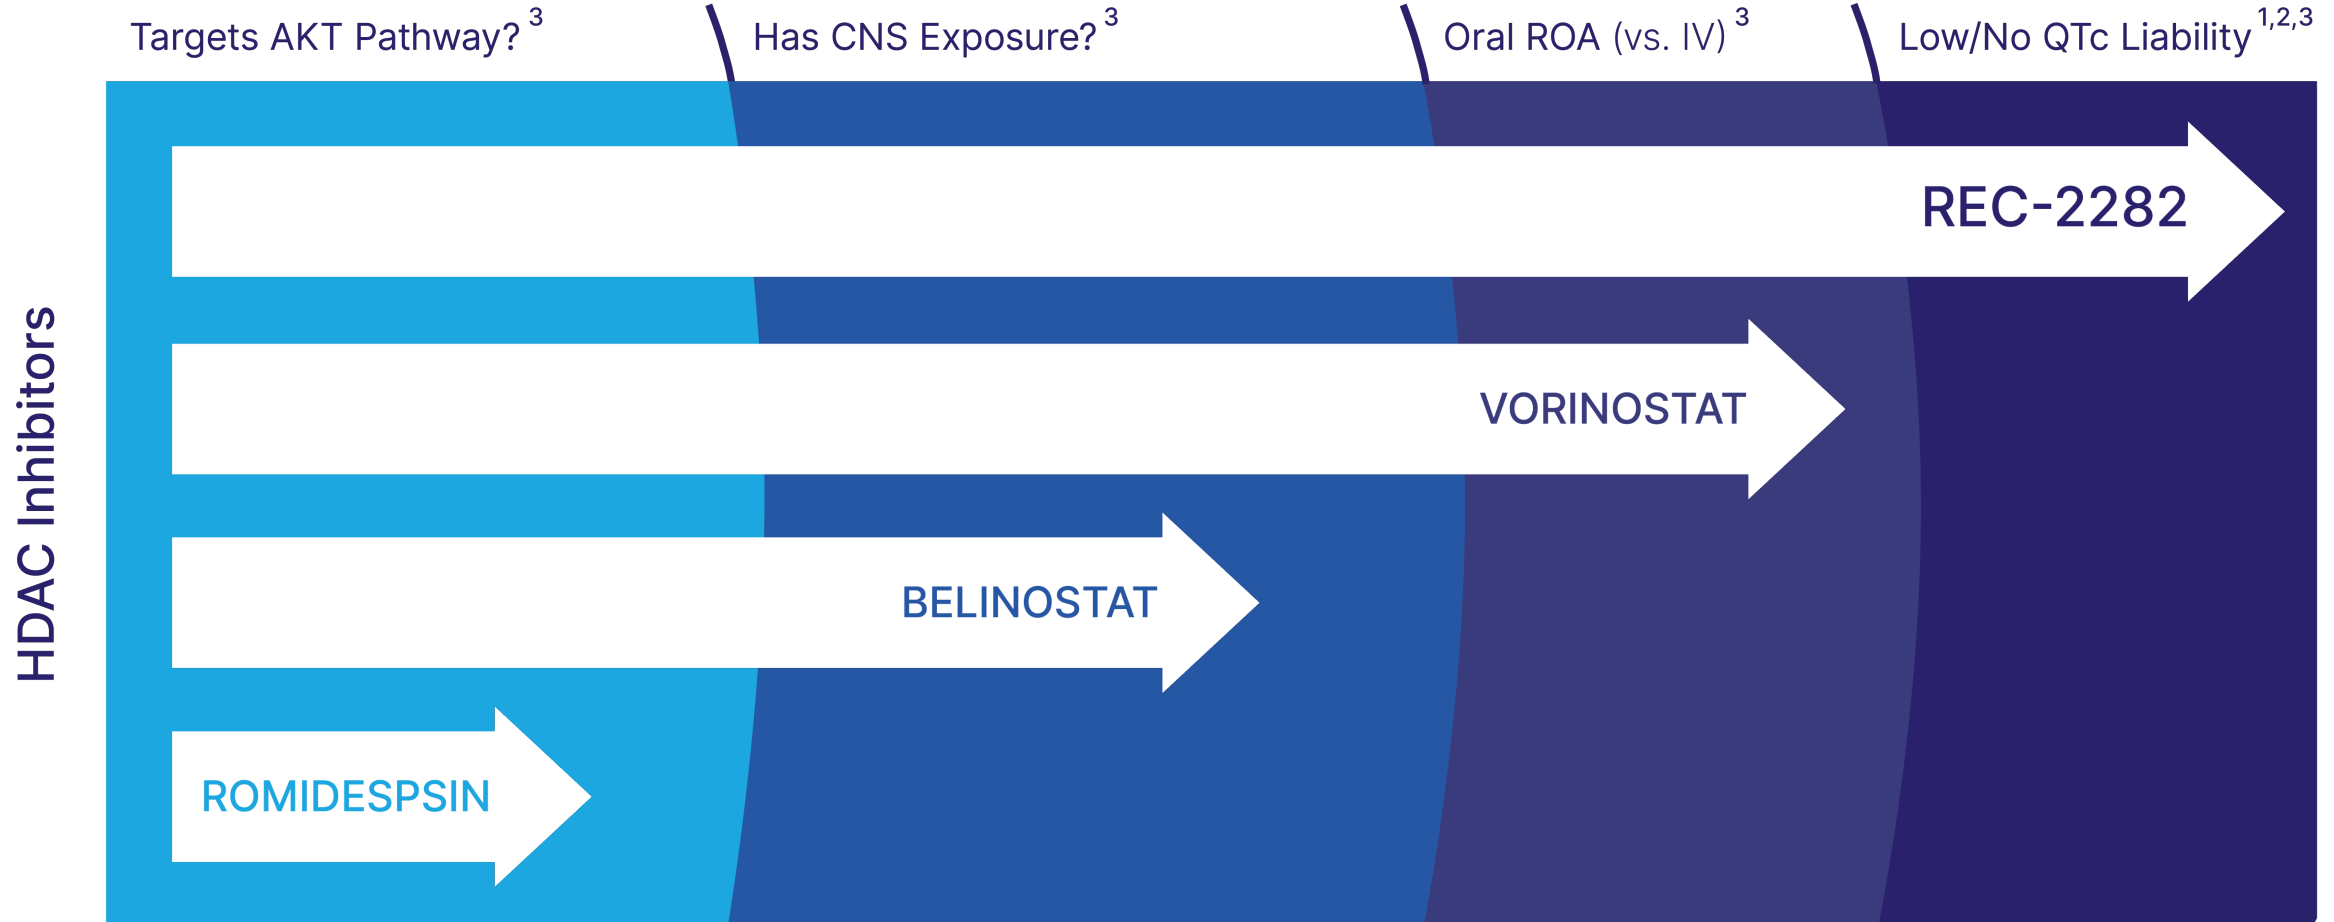 Targets AKT Pathway? 3
Has CNS Exposure? 3
Oral ROA (vs. IV) 3
Low/No QTc Liability 1,2,3
HDAC Inhibitors
REC-2282
VORINOSTAT
BELINOSTAT
ROMIDESPSIN